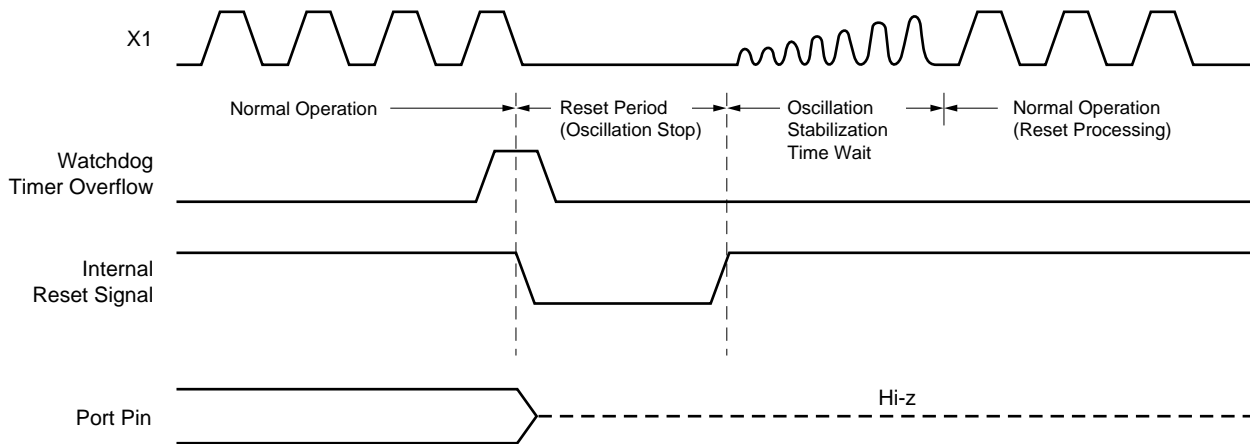 X1
Normal Operation
Reset Period
(Oscillation Stop)
Oscillation
Stabilization
Time Wait
Normal Operation
(Reset Processing)
Watchdog
Timer Overflow
Internal
Reset Signal
Hi-z
Port Pin